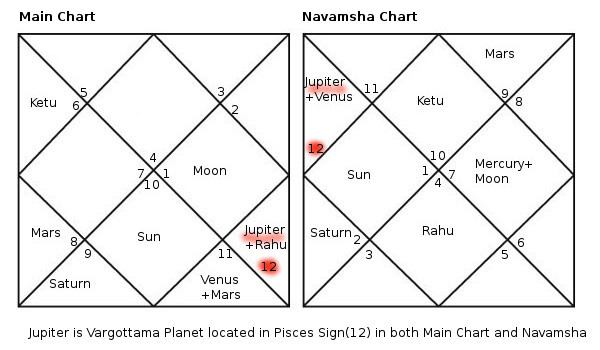 Main Chart
5
3
Ketu
6
2
4
7
1
Moon
10
Mars
8
Sun
Jupiter
+Rahu
9
11
12
Saturn
Venus
+Mars
Navamsha Chart
Mars
Jupiter
+Venus
11
Ketu
9
8
12
10
Mercury+
Moon
Sun
1
7
4
Saturn
2
Rahu
6
3
5
Jupiter is Vargottama Planet located in Pisces Sign(12) in both Main Chart and Navamsha